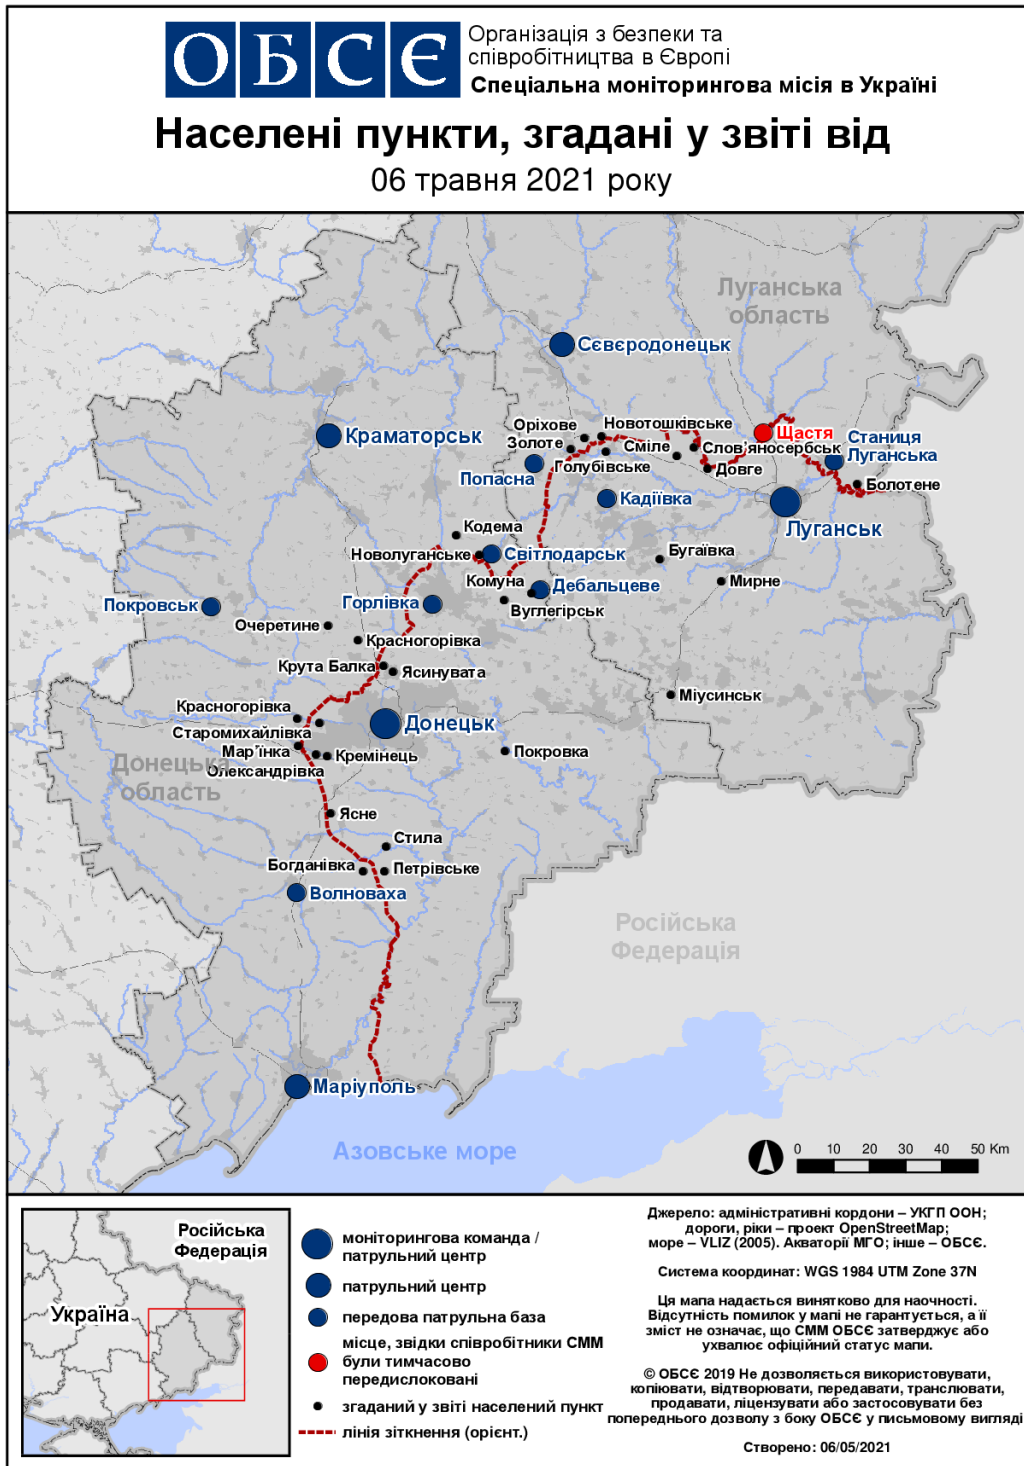 ОБСЄ
Організація з безпеки та
співробітництва в Європі
Спеціальна моніторингова місія в Україні
Населені пункти, згадані у звіті від
06 травня 2021 року
Луганська
область
Сєвєродонецьк
Краматорськ
Оріхове
Новотошківське
Золоте
Щастя
Сміле
Слов'яносербськ
Станиця
Луганська
Голубівське
Довге
Попасна
Болотене
Кадіївка
Луганськ
Кодема
Новолуганське
Світлодарськ
Бугаївка
Комуна
Дебальцеве
Мирне
Вуглегірськ
Горлівка
Покровськ
Очеретине
Красногорівка
Крута Балка
Ясинувата
Міусинськ
Красногорівка
Донецьк
Старомихайлівка
Мар'їнка
Кремінець
Покровка
Донецька
область
Олександрівка
Ясне
Стила
Богданівка
Петрівське
Волноваха
Російська
Федерація
Маріуполь
Азовське море
0 10 20 30 40 50 Km
Російська
Федерація
Україна
моніторингова команда /
патрульний центр
патрульний центр
передова патрульна база
місце, звідки співробітники СММ
були тимчасово
передислоковані
згаданий у звіті населений пункт
лінія зіткнення (орієнт.)
Джерело: адміністративні кордони – УКГП ООН;
дороги, ріки – проект OpenStreetMap;
море – VLIZ (2005). Акваторії МГО; інше – ОБСЄ.
Система координат: WGS 1984 UTM Zone 37N
Ця мапа надається винятково для наочності.
Відсутність помилок у мапі не гарантується, а її
зміст не означає, що СММ ОБСЄ затверджує або
ухвалює офіційний статус мапи.
© ОБСЄ 2019 Не дозволяється використовувати,
копіювати, відтворювати, передавати, транслювати,
продавати, ліцензувати або застосовувати без
попереднього дозволу з боку ОБСЄ у письмовому вигляді
Створено: 06/05/2021